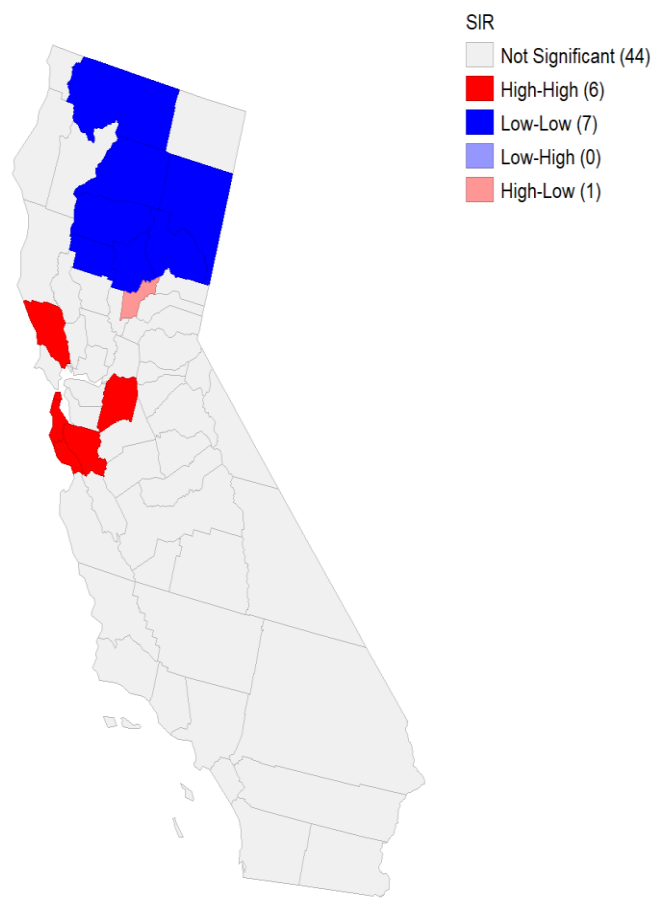 SIR
Not Significant (44)
High-High (6)
Low-Low (7)
Low-High (0)
High-Low (1)